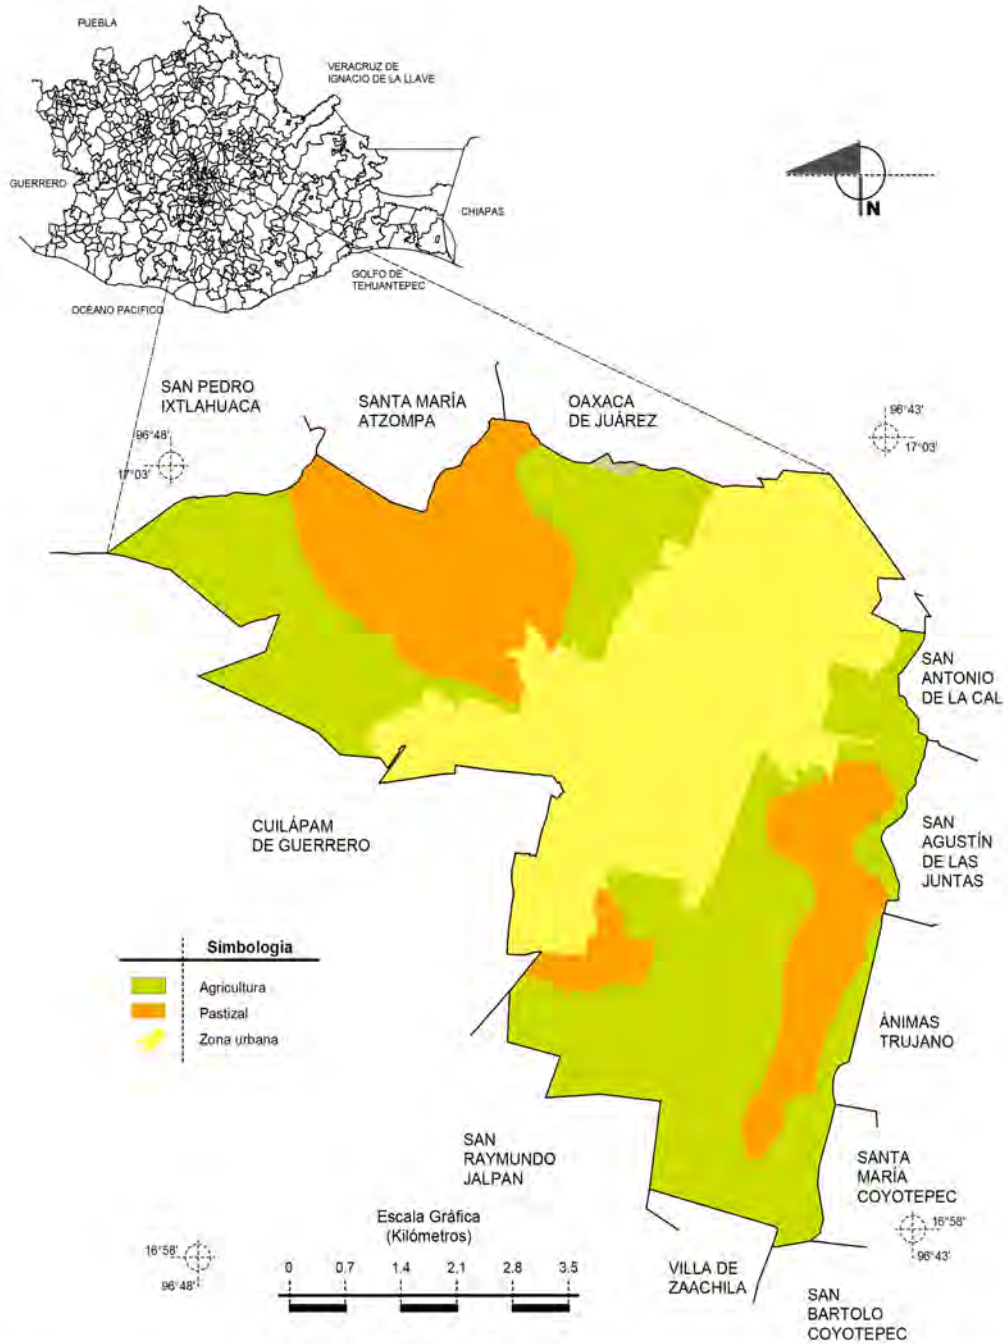 PUEBLA
VERACRUZ DE
IGNACIO DE LA LLAVE
GUERRERO
CHIAPAS
GOLFO DE
TEHUANTEPEC
OCÉANO PACIFICO
N
SAN PEDRO
IXTLAHUACA
SANTA MARÍA
ATZOMPA
OAXACA
DE JUÁREZ
96°48'
17°03'
96°43'
17°03'
SAN
ANTONIO
DE LA CAL
CUILÁPAM
DE GUERRERO
SAN
AGUSTÍN
DE LAS
JUNTAS
Simbologia
Agricultura
Pastizal
Zona urbana
ÁNIMAS
TRUJANO
SAN
RAYMUNDO
JALPAN
SANTA
MARÍA
COYOTEPEC
Escala Gráfica
(Kilómetros)
0 0.7 1.4 2.1 2.8 3.5
16°58'
96°48'
16°58'
96°43'
VILLA DE
ZAACHILA
SAN
BARTOLO
COYOTEPEC